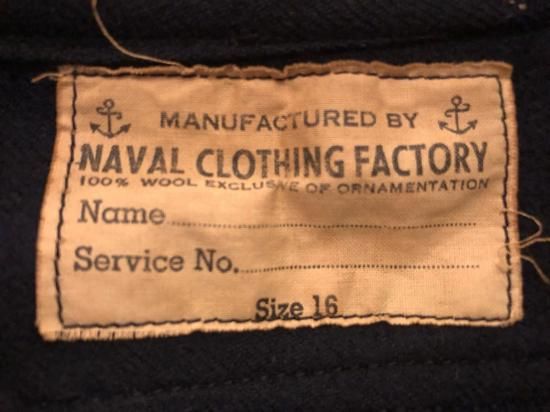 MANUFACTURED BY
NAVAL CLOTHING FACTORY
100% WOOL EXCLUSIVE OF ORNAMENTATION
Name
Service No.
Size 16